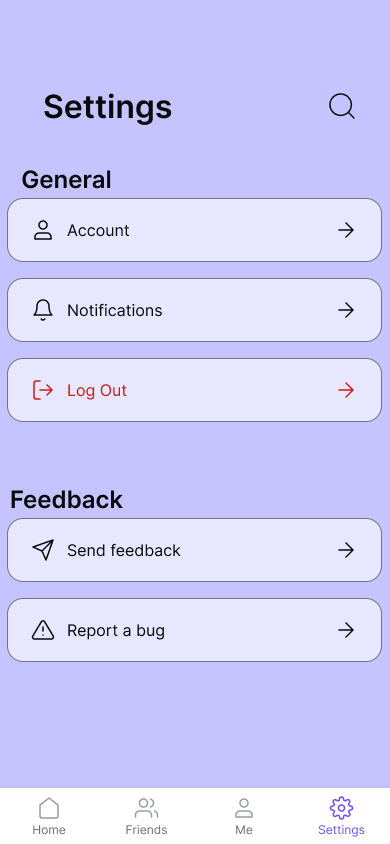 Settings
General
Account
Notifications
Log Out
Feedback
Send feedback
Report a bug
Home
Friends
Me
Settings